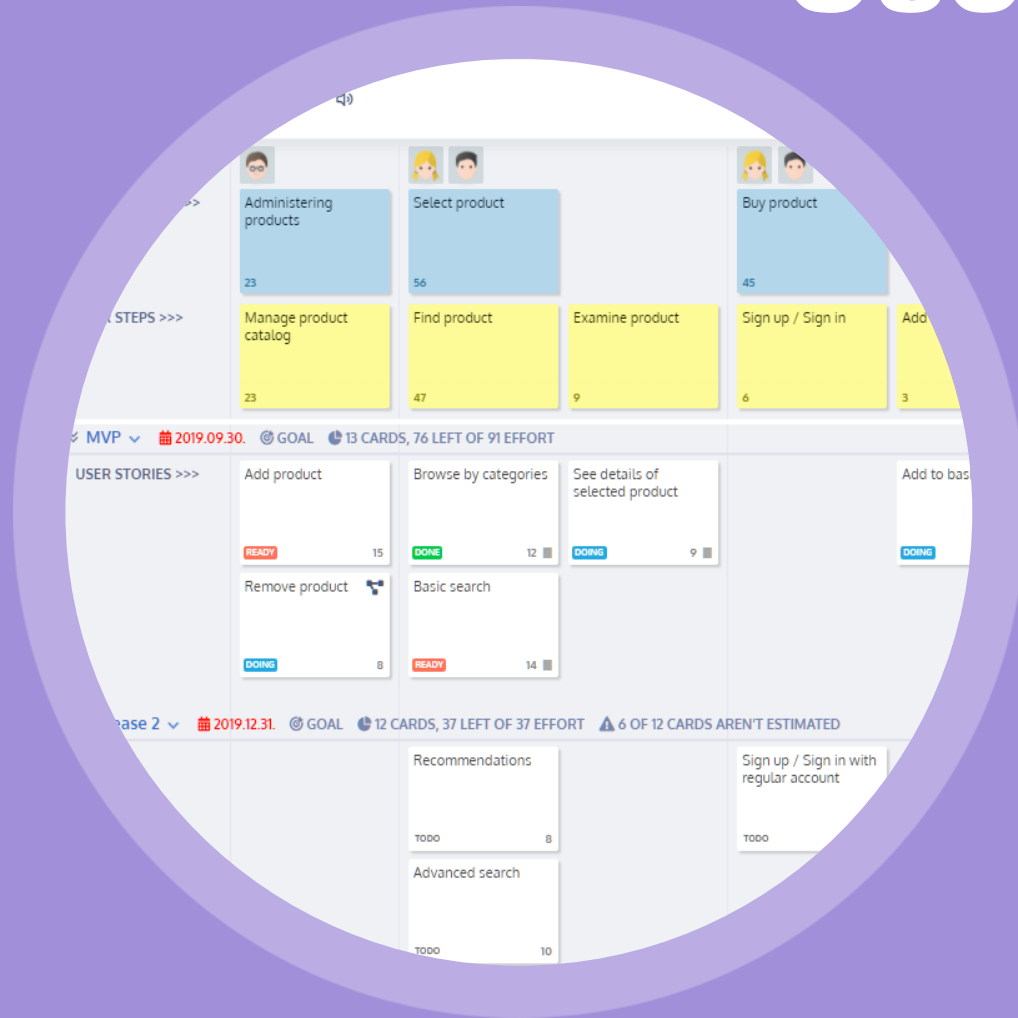 >>
Administering
products
23
Select product
56
Buy product
45
STEPS >>>
Manage product
catalog
23
Find product
47
Examine product
9
Sign up / Sign in
6
Add
3
MVP
2019.09.30.
GOAL
13 CARDS, 76 LEFT OF 91 EFFORT
USER STORIES >>>
Add product
READY 15
Browse by categories
DONE 12
See details of
selected product
DOING 9
Add to bas
DOING
Remove product
DOING 8
Basic search
READY 14
ease 2
2019.12.31.
GOAL
12 CARDS, 37 LEFT OF 37 EFFORT
6 OF 12 CARDS AREN'T ESTIMATED
Recommendations
TODO 8
Sign up / Sign in with
regular account
TODO
Advanced search
TODO 10